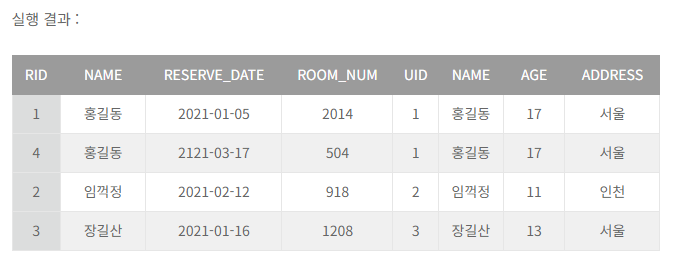 실행 결과 :
RID NAME RESERVE_DATE ROOM_NUM UID NAME AGE ADDRESS
1 홍길동 2021-01-05 2014 1 홍길동 17 서울
4 홍길동 2121-03-17 504 1 홍길동 17 서울
2 임꺽정 2021-02-12 918 2 임꺽정 11 인천
3 장길산 2021-01-16 1208 3 장길산 13 서울